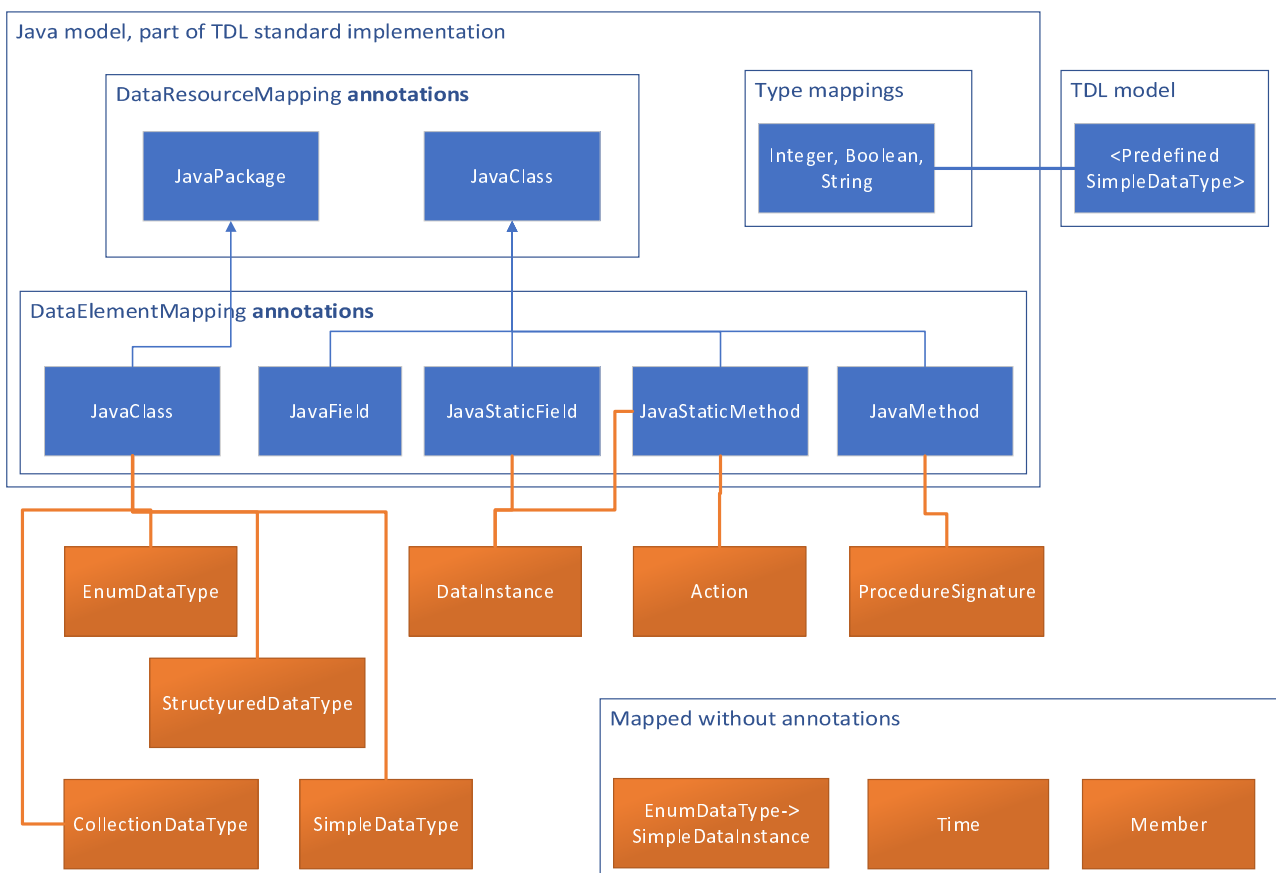 Java model, part of TDL standard implementation
DataResourceMapping annotations
JavaPackage
JavaClass
Type mappings
Integer, Boolean,
String
TDL model
<Predefined
SimpleDataType>
DataElementMapping annotations
JavaClass
JavaField
JavaStaticField
JavaStaticMethod
JavaMethod
EnumDataType
DataInstance
Action
ProcedureSignature
StructyuredDataType
Mapped without annotations
CollectionDataType
SimpleDataType
EnumDataType->
SimpleDataInstance
Time
Member